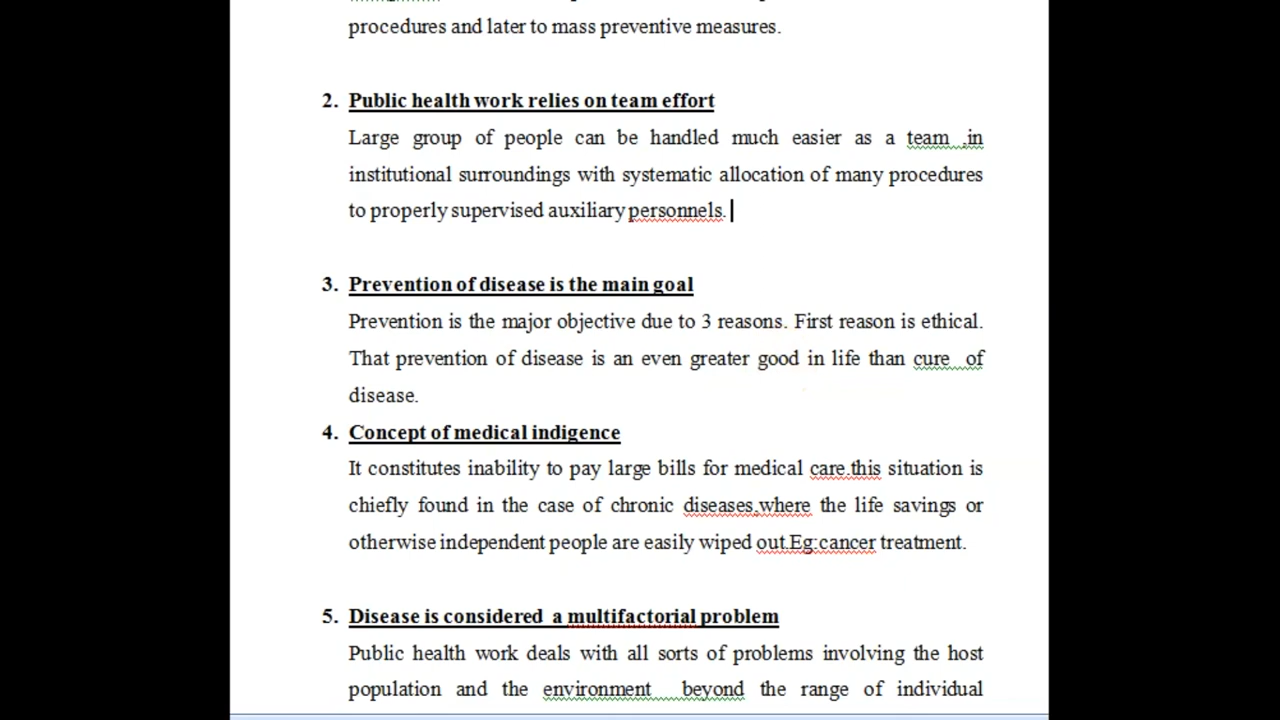 procedures and later to mass preventive measures.
2. Public health work relies on team effort
Large group of people can be handled much easier as a team ,in
institutional surroundings with systematic allocation of many procedures
to properly supervised auxiliary personnels.
3. Prevention of disease is the main goal
Prevention is the major objective due to 3 reasons. First reason is ethical.
That prevention of disease is an even greater good in life than cure of
disease.
4. Concept of medical indigence
It constitutes inability to pay large bills for medical care.this situation is
chiefly found in the case of chronic diseases,where the life savings or
otherwise independent people are easily wiped out.Eg:cancer treatment.
5. Disease is considered a multifactorial problem
Public health work deals with all sorts of problems involving the host
population and the environment beyond the range of individual